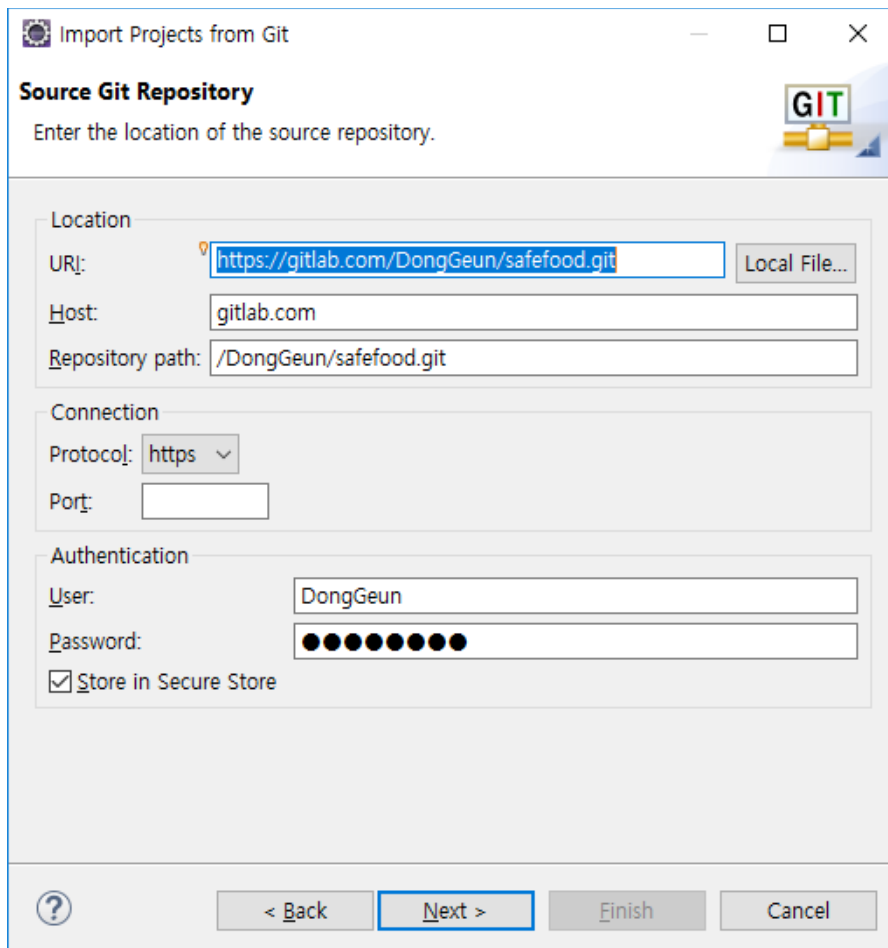 Import Projects from Git
Source Git Repository
GIT
Enter the location of the source repository.
Location
URI: https://gitlab.com/DongGeun/safefood.git Local File...
Host: gitlab.com
Repository path: /DongGeun/safefood.git
Connection
Protocol: https
Port:
Authentication
User: DongGeun
Password: ●●●●●●●●
Store in Secure Store
? < Back Next > Finish Cancel